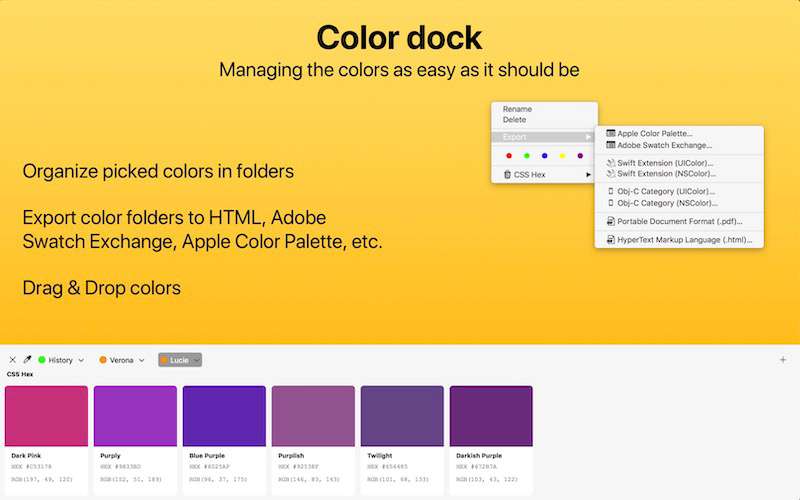 Color dock
Managing the colors as easy as it should be
Rename
Delete
Export
CSS Hex
Apple Color Palette...
Adobe Swatch Exchange...
Swift Extension (UIColor)...
Swift Extension (NSColor)...
Obj-C Category (UIColor)...
Obj-C Category (NSColor)...
Portable Document Format (.pdf)...
HyperText Markup Language (.html)...
Organize picked colors in folders
Export color folders to HTML, Adobe
Swatch Exchange, Apple Color Palette, etc.
Drag & Drop colors
History
Verona
Lucie
CSS Hex
Dark Pink
HEX #C53178
RGB(197, 49, 120)
Purply
HEX #9833BD
RGB(152, 51, 189)
Blue Purple
HEX #6025AF
RGB(96, 37, 175)
Purplish
HEX #92538F
RGB(146, 83, 143)
Twilight
HEX #654485
RGB(101, 68, 133)
Darkish Purple
HEX #672B7A
RGB(103, 43, 122)